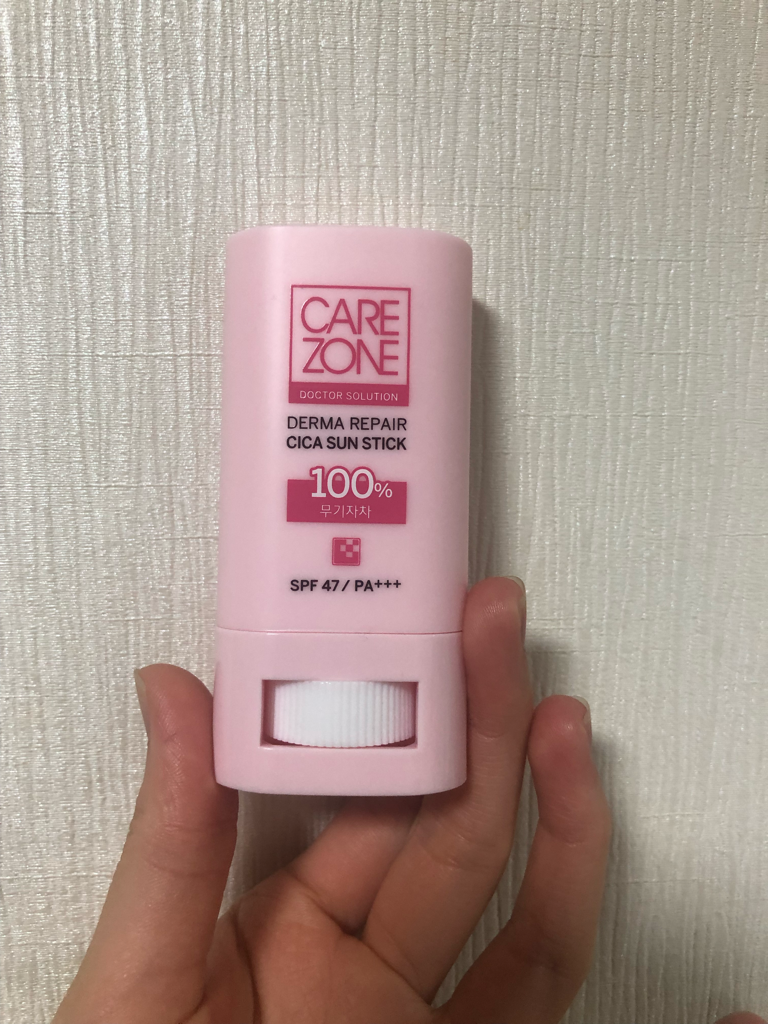 CARE
ZONE
DOCTOR SOLUTION
DERMA REPAIR
CICA SUN STICK
100%
무기자차
SPF 47 / PA+++